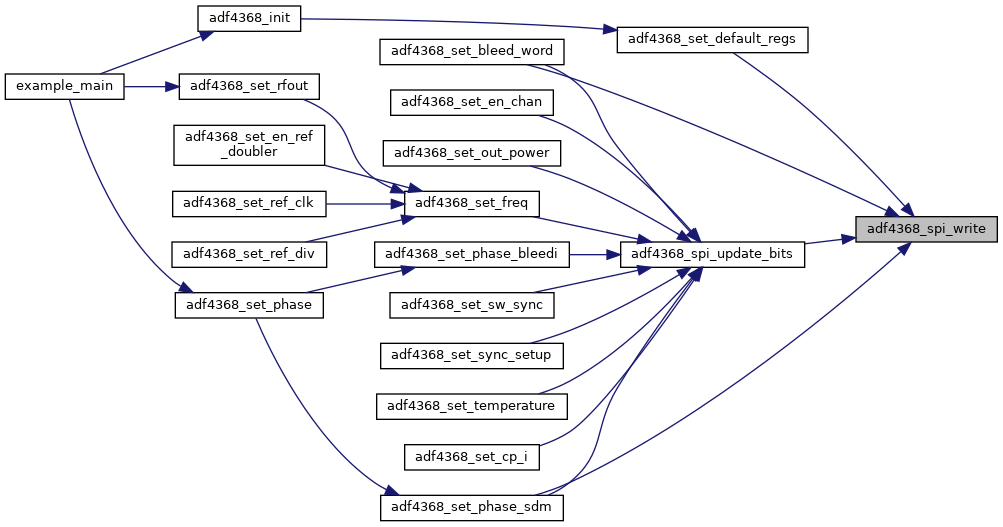 adf4368_init
adf4368_set_default_regs
adf4368_set_bleed_word
example_main
adf4368_set_rfout
adf4368_set_en_chan
adf4368_set_en_ref
_doubler
adf4368_set_out_power
adf4368_set_ref_clk
adf4368_set_freq
adf4368_spi_write
adf4368_set_ref_div
adf4368_set_phase_bleedi
adf4368_spi_update_bits
adf4368_set_phase
adf4368_set_sw_sync
adf4368_set_sync_setup
adf4368_set_temperature
adf4368_set_cp_i
adf4368_set_phase_sdm